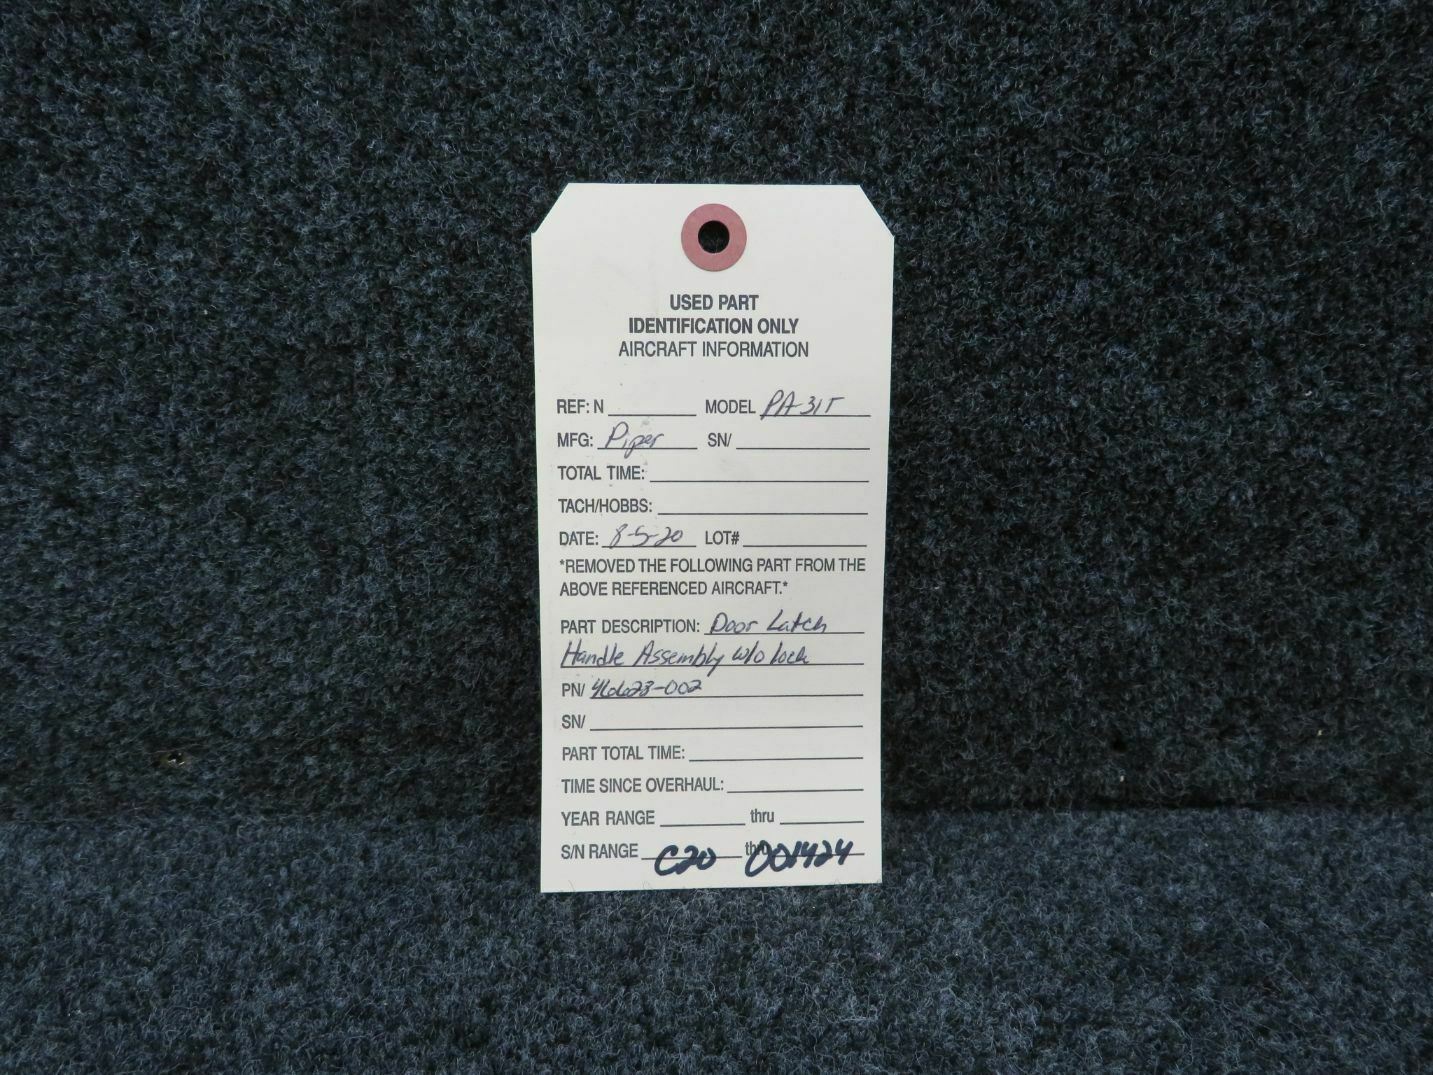 USED PART
IDENTIFICATION ONLY
AIRCRAFT INFORMATION
REF: N MODEL PA-31T
MFG: Piper SN/
TOTAL TIME:
TACH/HOBBS:
DATE: 8-5-20 LOT#
*REMOVED THE FOLLOWING PART FROM THE
ABOVE REFERENCED AIRCRAFT.*
PART DESCRIPTION: Door Latch
Handle Assembly w/o lock
PN/ 46623-002
SN/
PART TOTAL TIME:
TIME SINCE OVERHAUL:
YEAR RANGE thru
S/N RANGE C20 thru 001424